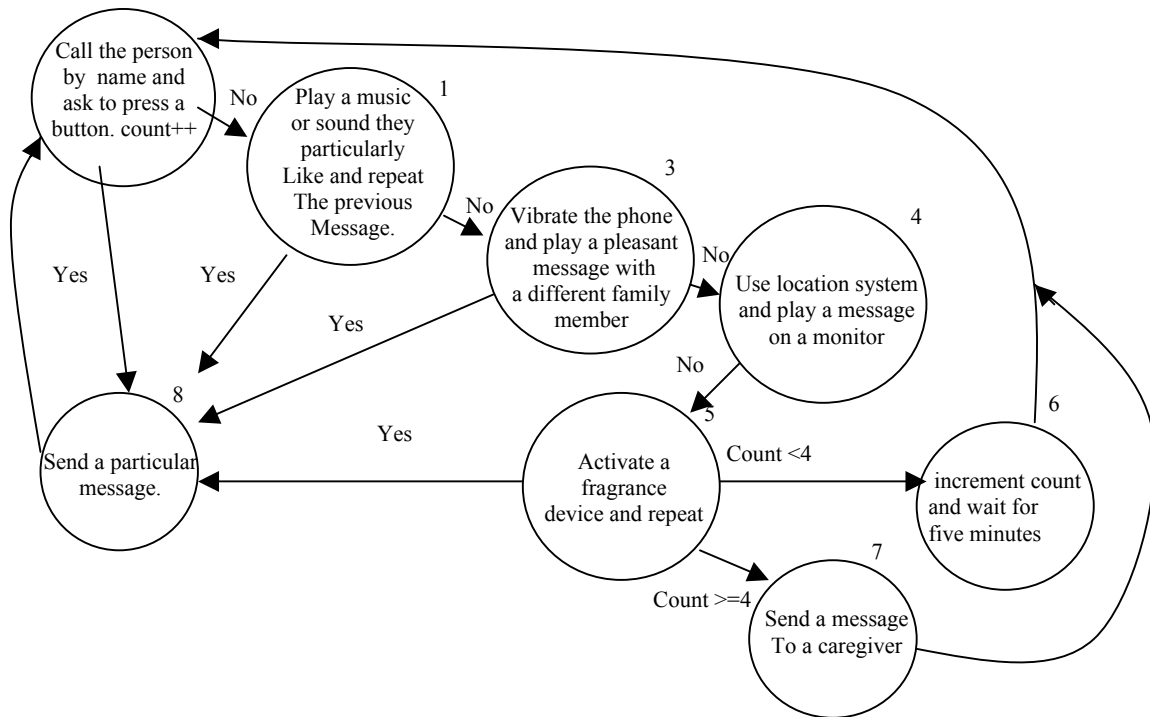 Call the person
by name and
ask to press a
button. count++
No
1
Play a music
or sound they
particularly
Like and repeat
The previous
Message.
No
3
Vibrate the phone
and play a pleasant
message with
a different family
member
No
4
Use location system
and play a message
on a monitor
Yes
Yes
Yes
No
8
Send a particular
message.
Yes
5
Activate a
fragrance
device and repeat
Count <4
6
increment count
and wait for
five minutes
Count >=4
7
Send a message
To a caregiver